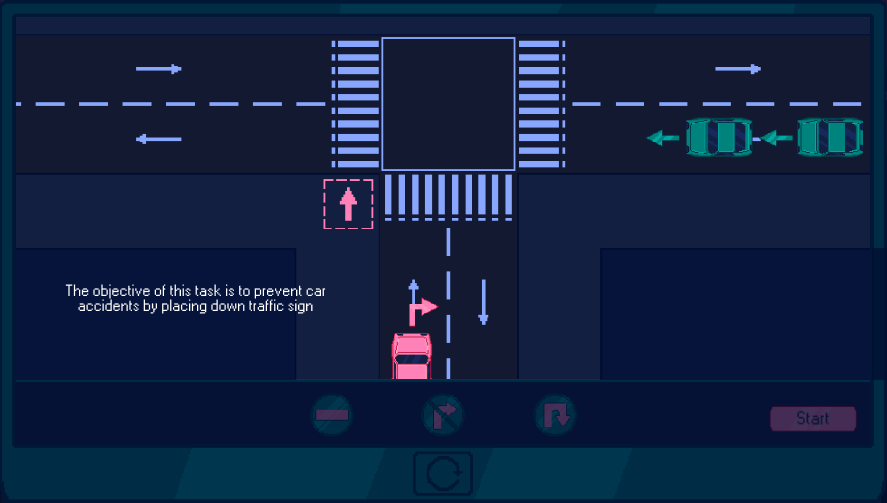 The objective of this task is to prevent car
accidents by placing down traffic sign
Start